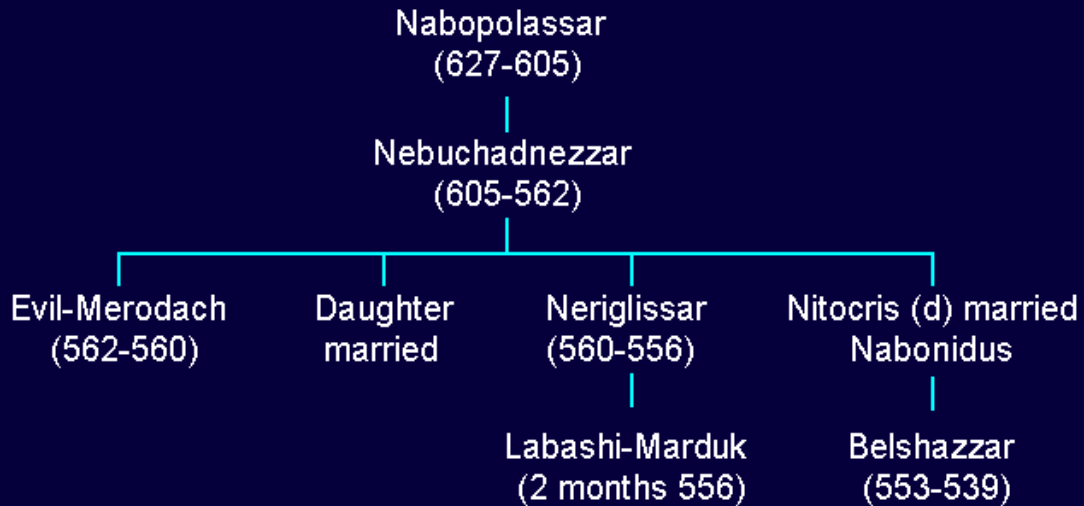 Nabopolassar
(627-605)
Nebuchadnezzar
(605-562)
Evil-Merodach
(562-560)
Daughter
married
Neriglissar
(560-556)
Nitocris (d) married
Nabonidus
Labashi-Marduk
(2 months 556)
Belshazzar
(553-539)